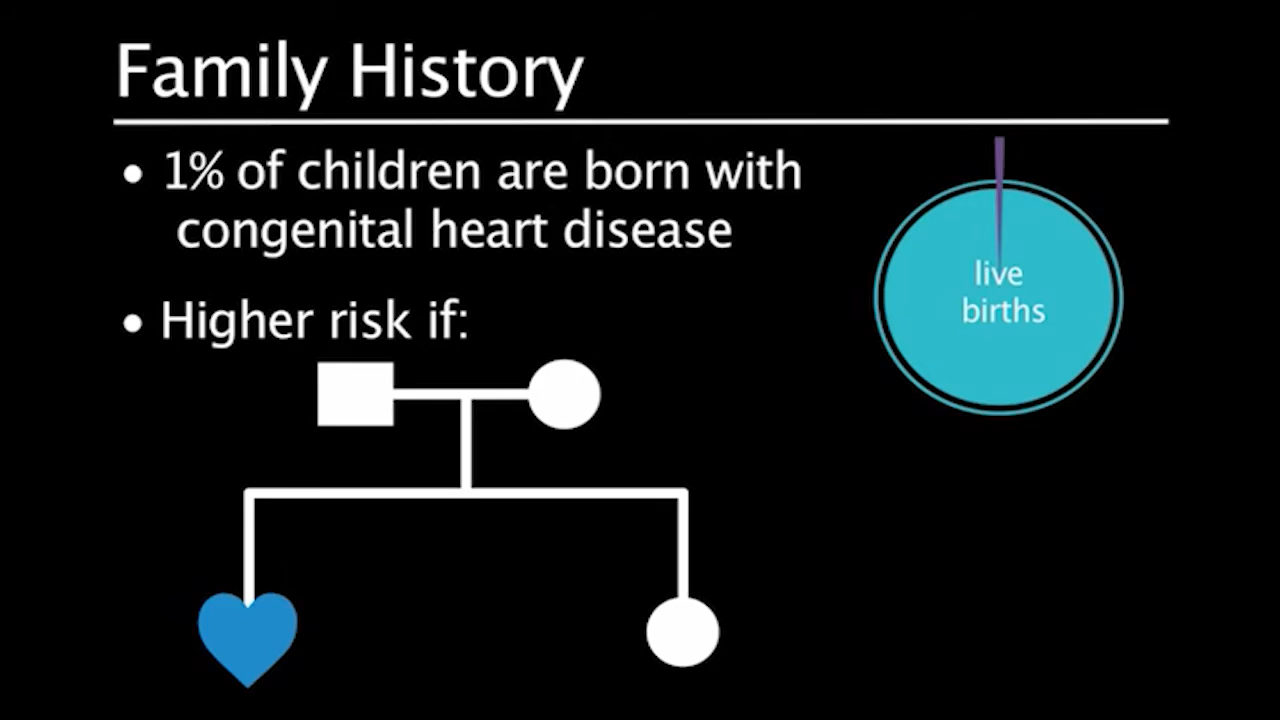 Family History
• 1% of children are born with
congenital heart disease
• Higher risk if:
live
births